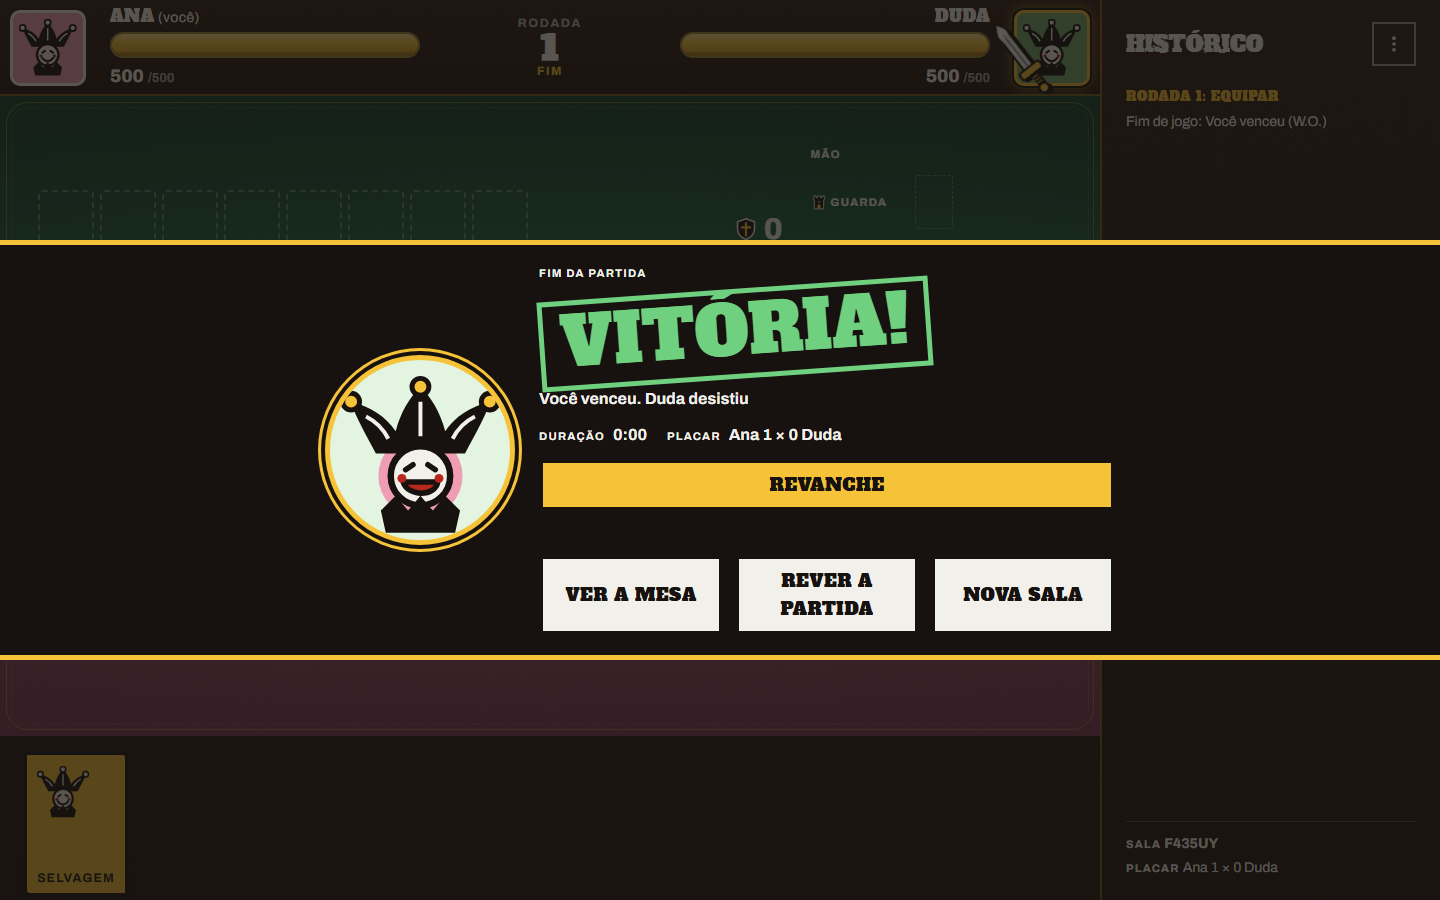 ANA (você)
500 /500
RODADA
1
FIM
DUDA
500 /500
HISTÓRICO
RODADA 1: EQUIPAR
Fim de jogo: Você venceu (W.O.)
MÃO
GUARDA
0
FIM DA PARTIDA
VITÓRIA!
Você venceu. Duda desistiu
DURAÇÃO 0:00 PLACAR Ana 1 × 0 Duda
REVANCHE
VER A MESA
REVER A
PARTIDA
NOVA SALA
SELVAGEM
SALA F435UY
PLACAR Ana 1 × 0 Duda